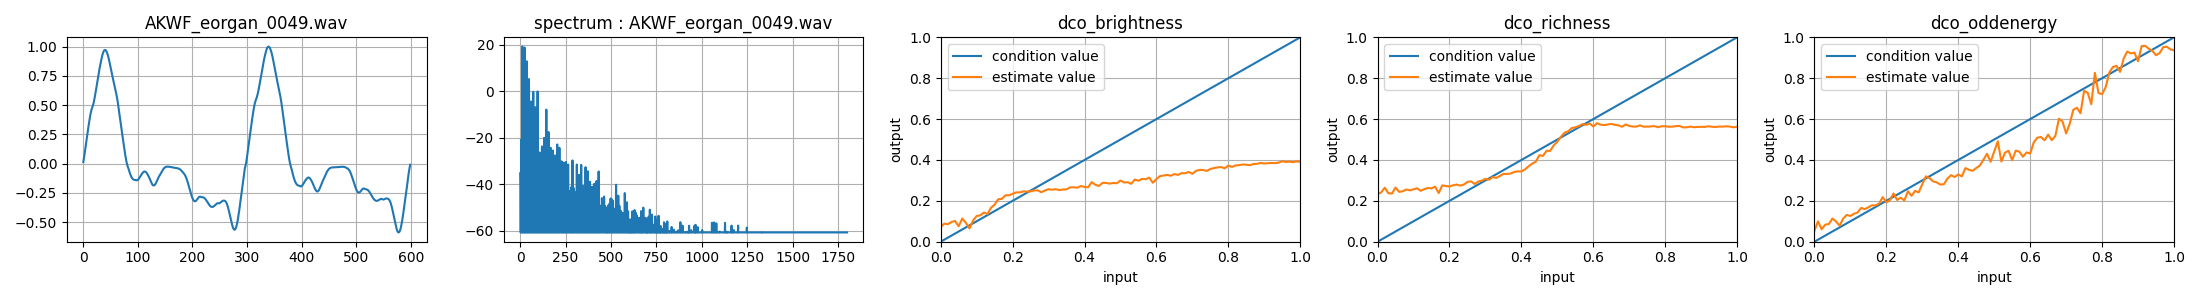 AKWF_eorgan_0049.wav
1.00
0.75
0.50
0.25
0.00
−0.25
−0.50
0 100 200 300 400 500 600
spectrum : AKWF_eorgan_0049.wav
20
0
−20
−40
−60
0 250 500 750 1000 1250 1500 1750
dco_brightness
condition value
estimate value
output
1.0
0.8
0.6
0.4
0.2
0.0
0.0 0.2 0.4 0.6 0.8 1.0
input
dco_richness
condition value
estimate value
output
1.0
0.8
0.6
0.4
0.2
0.0
0.0 0.2 0.4 0.6 0.8 1.0
input
dco_oddenergy
condition value
estimate value
output
1.0
0.8
0.6
0.4
0.2
0.0
0.0 0.2 0.4 0.6 0.8 1.0
input